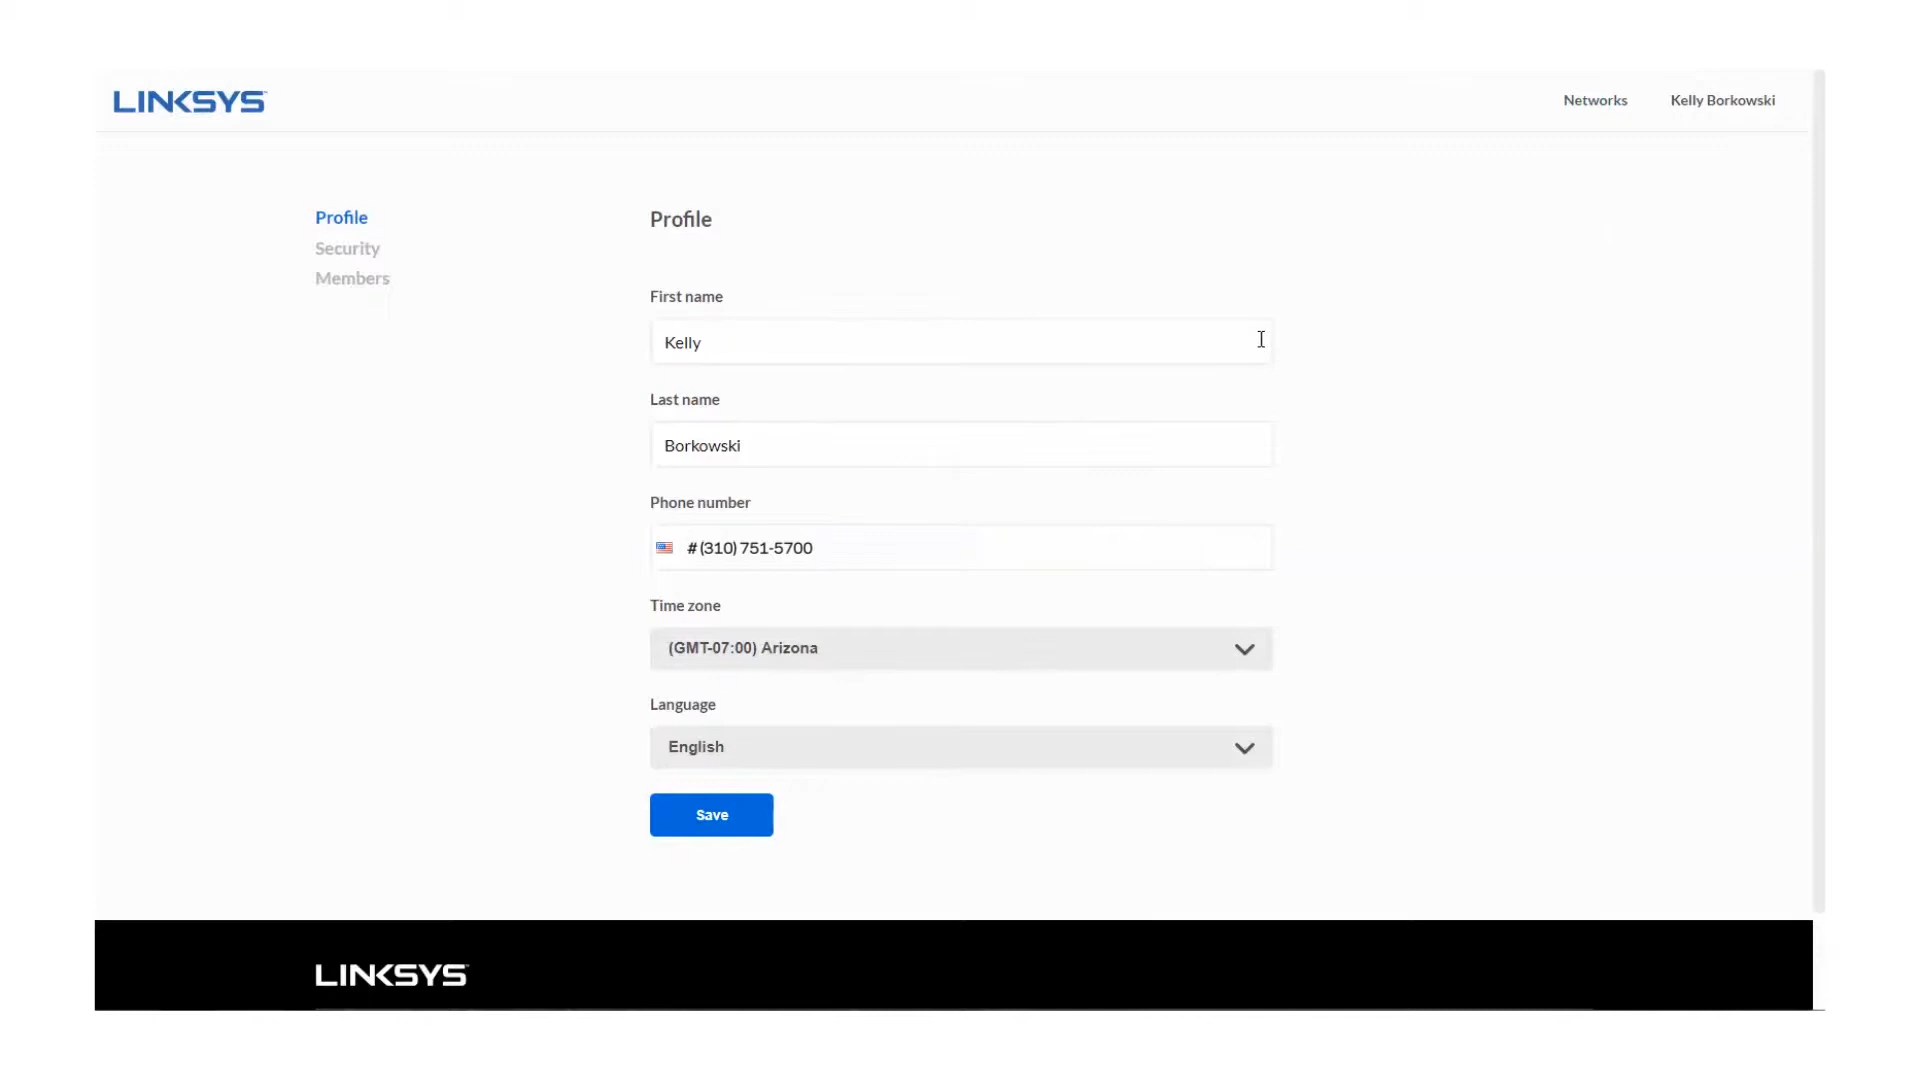 LINKSYS
Networks
Kelly Borkowski
Profile
Security
Members
Profile
First name
Kelly
Last name
Borkowski
Phone number
# (310) 751-5700
Time zone
(GMT-07:00) Arizona
Language
English
Save
LINKSYS